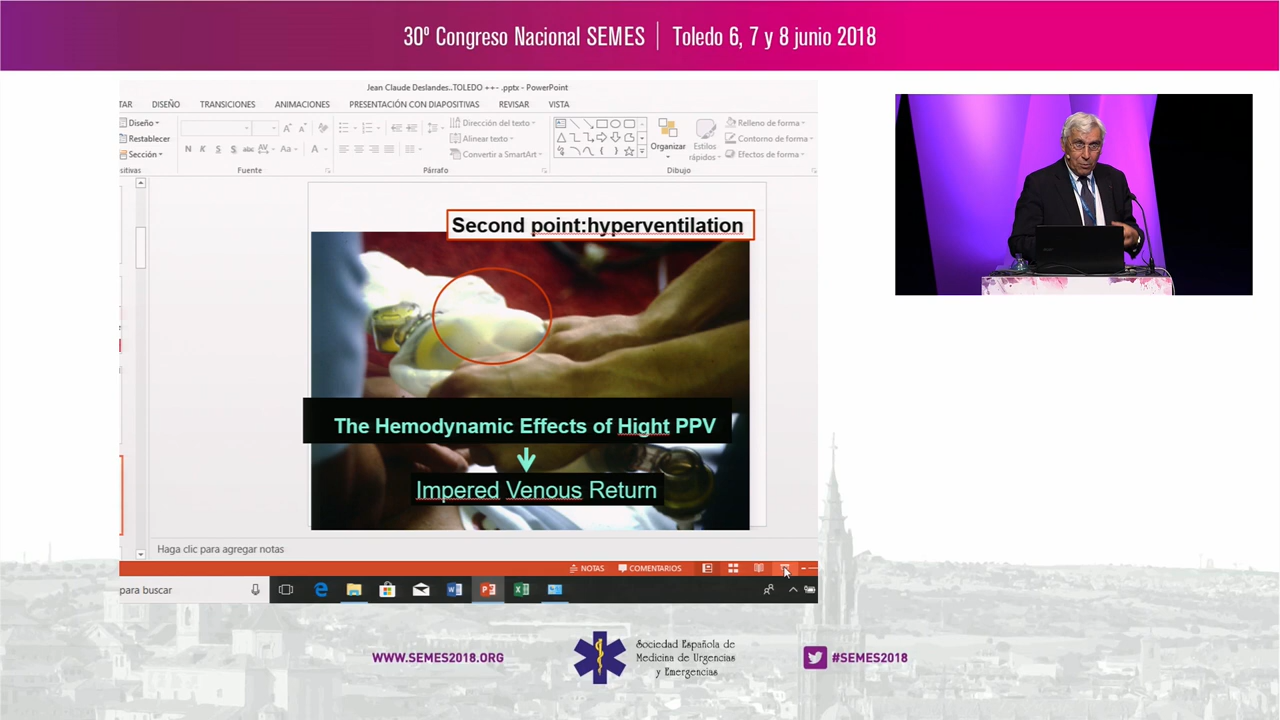 30º Congreso Nacional SEMES | Toledo 6, 7 y 8 junio 2018
Jean Claude Deslandes..TOLEDO ++- .pptx - PowerPoint
TAR DISEÑO TRANSICIONES ANIMACIONES PRESENTACIÓN CON DIAPOSITIVAS REVISAR VISTA
Diseño
Restablecer
Sección
N K S S abc AV Aa A
Dirección del texto
Alinear texto
Convertir a SmartArt
Organizar
Estilos
rápidos
Relleno de forma
Contorno de forma
Efectos de forma
sitivas Fuente Párrafo Dibujo
Second point:hyperventilation
The Hemodynamic Effects of Hight PPV
Impered Venous Return
Haga clic para agregar notas
NOTAS COMENTARIOS
para buscar
WWW.SEMES2018.ORG
Sociedad Española de
Medicina de Urgencias
y Emergencias
#SEMES2018